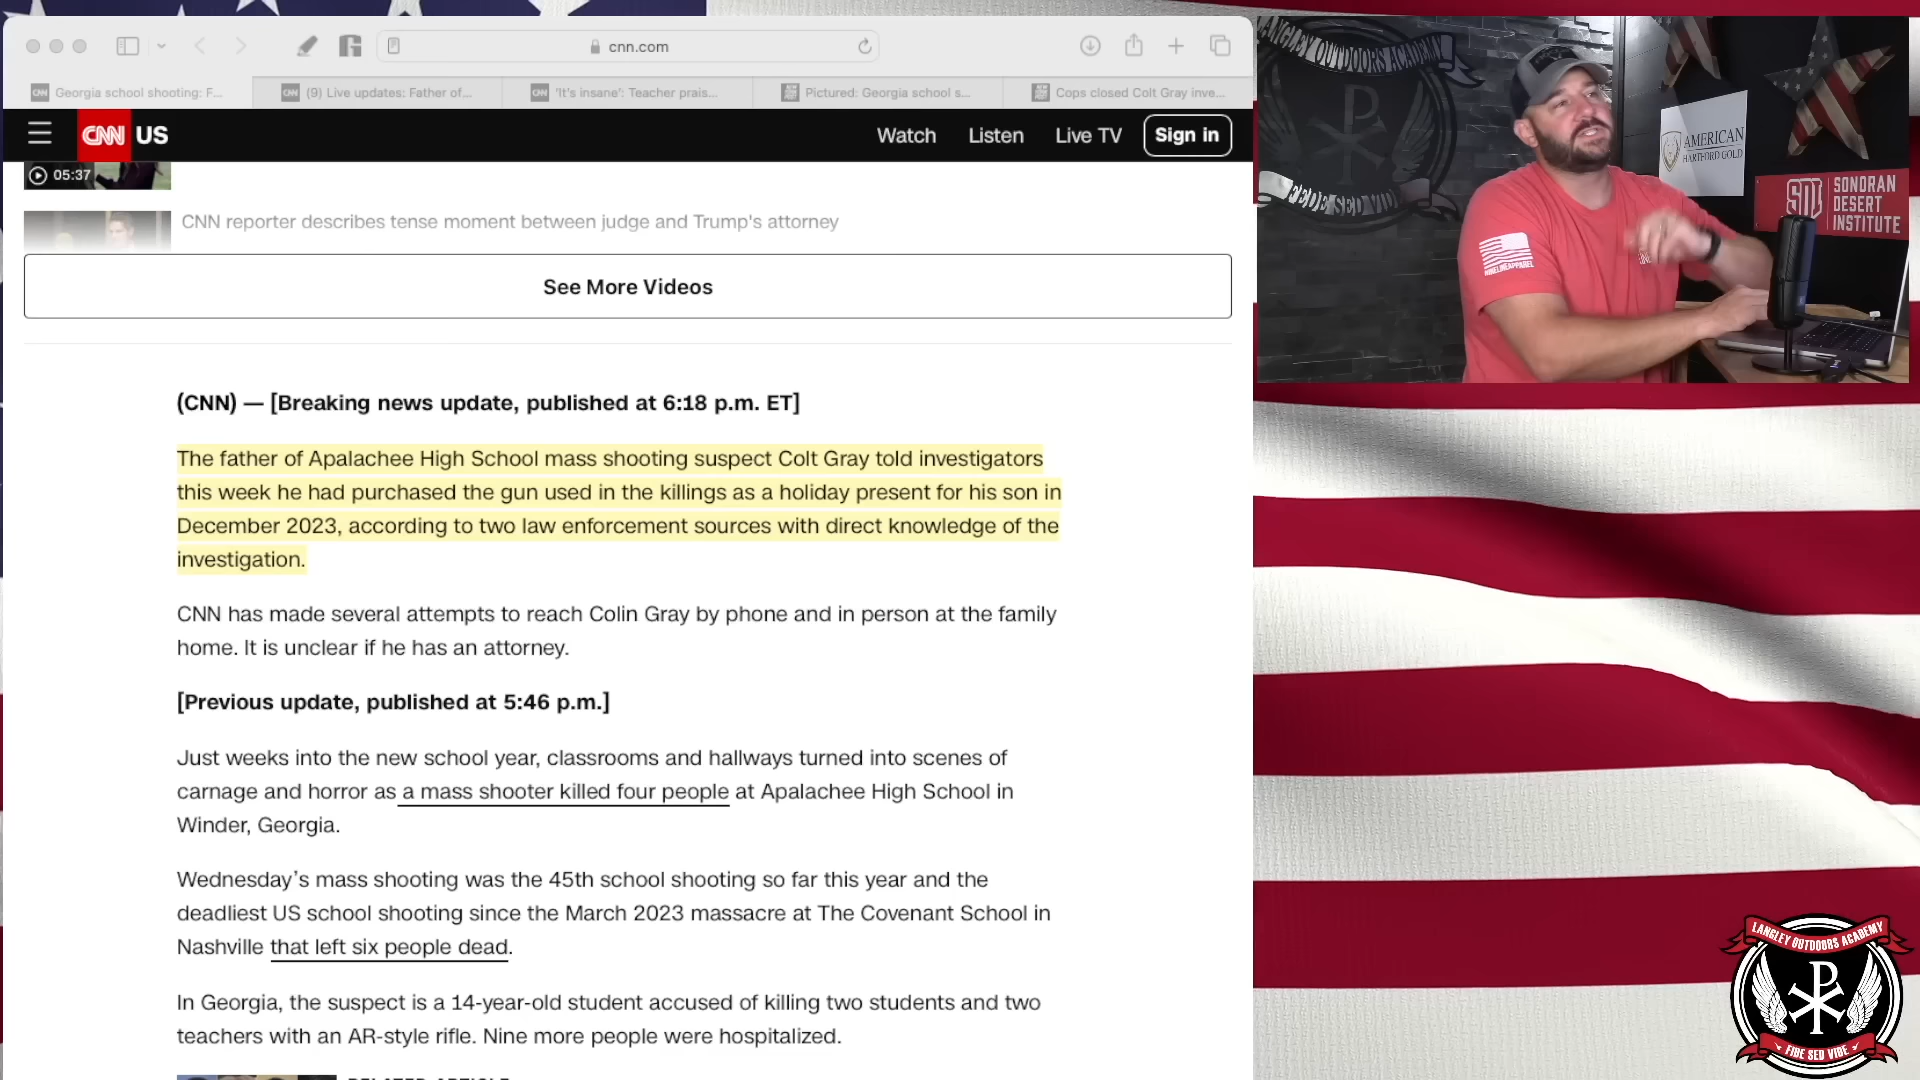 cnn.com
Georgia school shooting: F...
(9) Live updates: Father of...
'It's insane': Teacher prais...
Pictured: Georgia school s...
Cops closed Colt Gray inve...
CNN US
Watch
Listen
Live TV
Sign in
05:37
CNN reporter describes tense moment between judge and Trump's attorney
See More Videos
(CNN) — [Breaking news update, published at 6:18 p.m. ET]
The father of Apalachee High School mass shooting suspect Colt Gray told investigators
this week he had purchased the gun used in the killings as a holiday present for his son in
December 2023, according to two law enforcement sources with direct knowledge of the
investigation.
CNN has made several attempts to reach Colin Gray by phone and in person at the family
home. It is unclear if he has an attorney.
[Previous update, published at 5:46 p.m.]
Just weeks into the new school year, classrooms and hallways turned into scenes of
carnage and horror as a mass shooter killed four people at Apalachee High School in
Winder, Georgia.
Wednesday's mass shooting was the 45th school shooting so far this year and the
deadliest US school shooting since the March 2023 massacre at The Covenant School in
Nashville that left six people dead.
In Georgia, the suspect is a 14-year-old student accused of killing two students and two
teachers with an AR-style rifle. Nine more people were hospitalized.
LANGLEY OUTDOORS ACADEMY
FIDE SED VIDE
AMERICAN
HARTFORD GOLD
SDI
SONORAN
DESERT
INSTITUTE
#NINELINEAPPAREL
LANGLEY OUTDOORS ACADEMY
FIDE SED VIDE